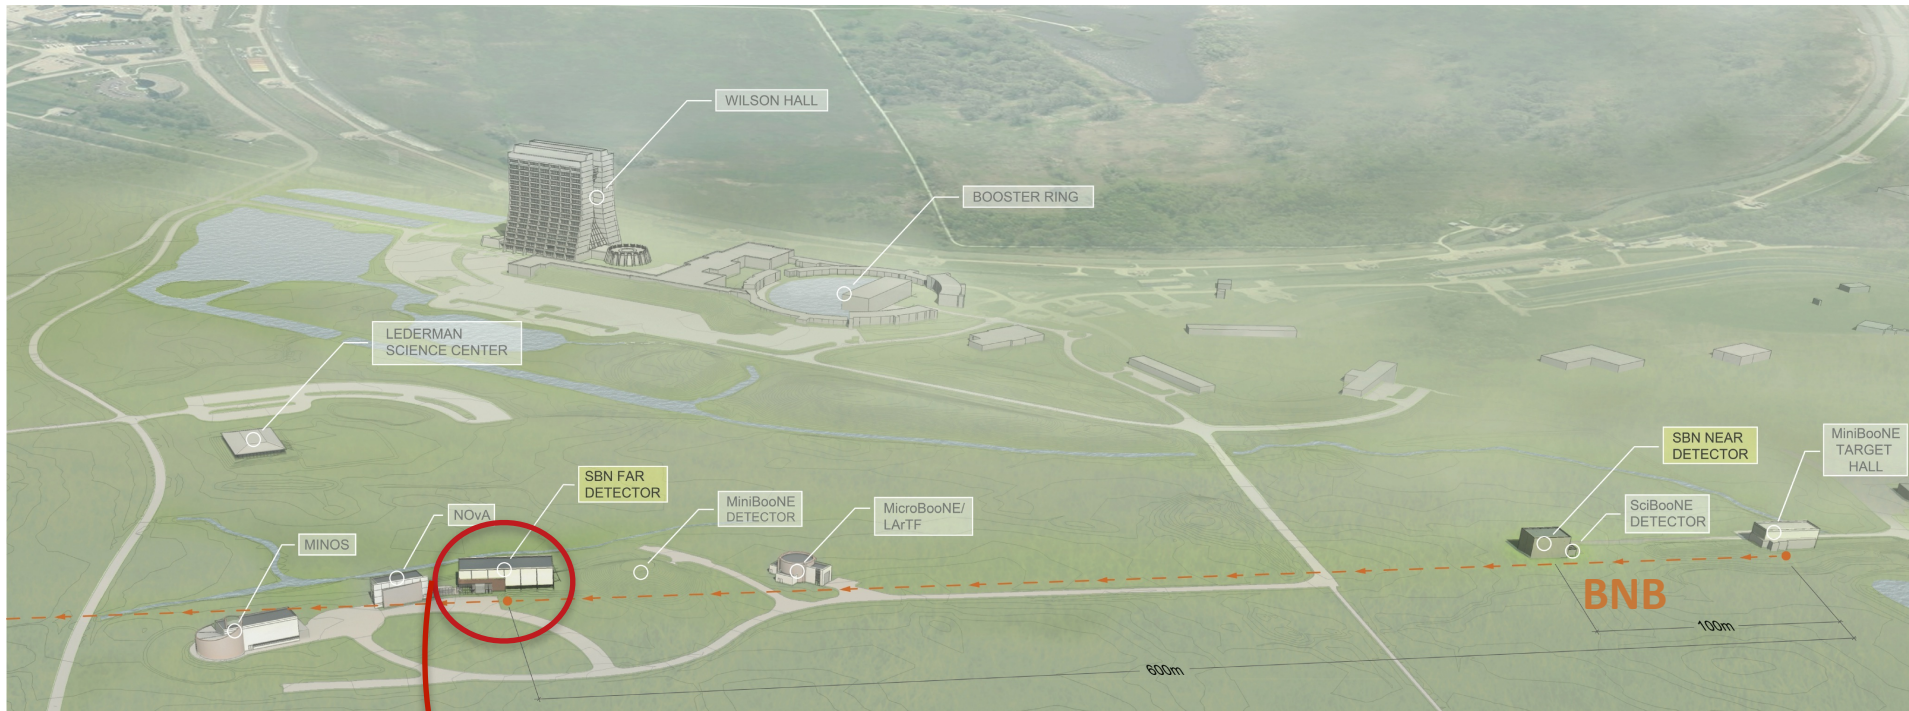 WILSON HALL
BOOSTER RING
LEDERMAN
SCIENCE CENTER
SBN NEAR
DETECTOR
MiniBooNE
TARGET
HALL
SBN FAR
DETECTOR
MiniBooNE
DETECTOR
MicroBooNE/
LArTF
SciBooNE
DETECTOR
NOvA
MINOS
BNB
100m
600m